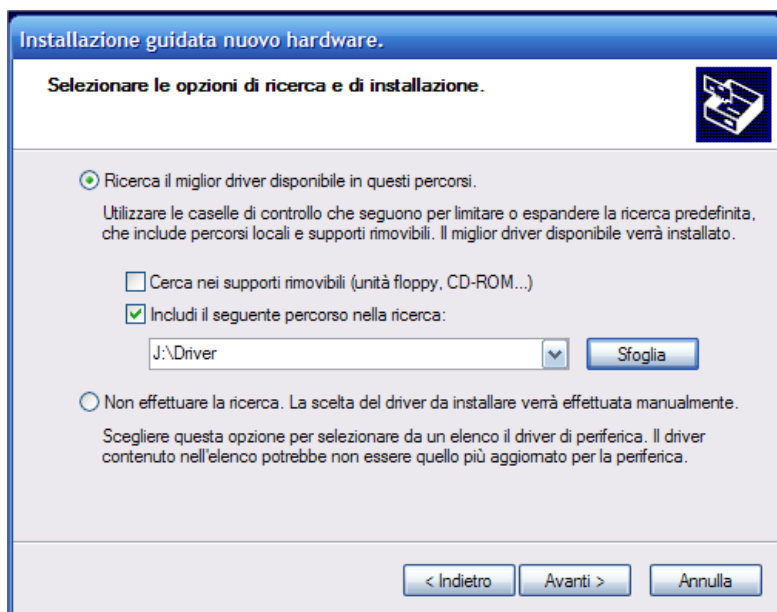 Installazione guidata nuovo hardware.
Selezionare le opzioni di ricerca e di installazione.
Ricerca il miglior driver disponibile in questi percorsi.
Utilizzare le caselle di controllo che seguono per limitare o espandere la ricerca predefinita,
che include percorsi locali e supporti rimovibili. Il miglior driver disponibile verrà installato.
Cerca nei supporti rimovibili (unità floppy, CD-ROM...)
Includi il seguente percorso nella ricerca:
J:\Driver
Sfoglia
Non effettuare la ricerca. La scelta del driver da installare verrà effettuata manualmente.
Scegliere questa opzione per selezionare da un elenco il driver di periferica. Il driver
contenuto nell'elenco potrebbe non essere quello più aggiornato per la periferica.
< Indietro
Avanti >
Annulla